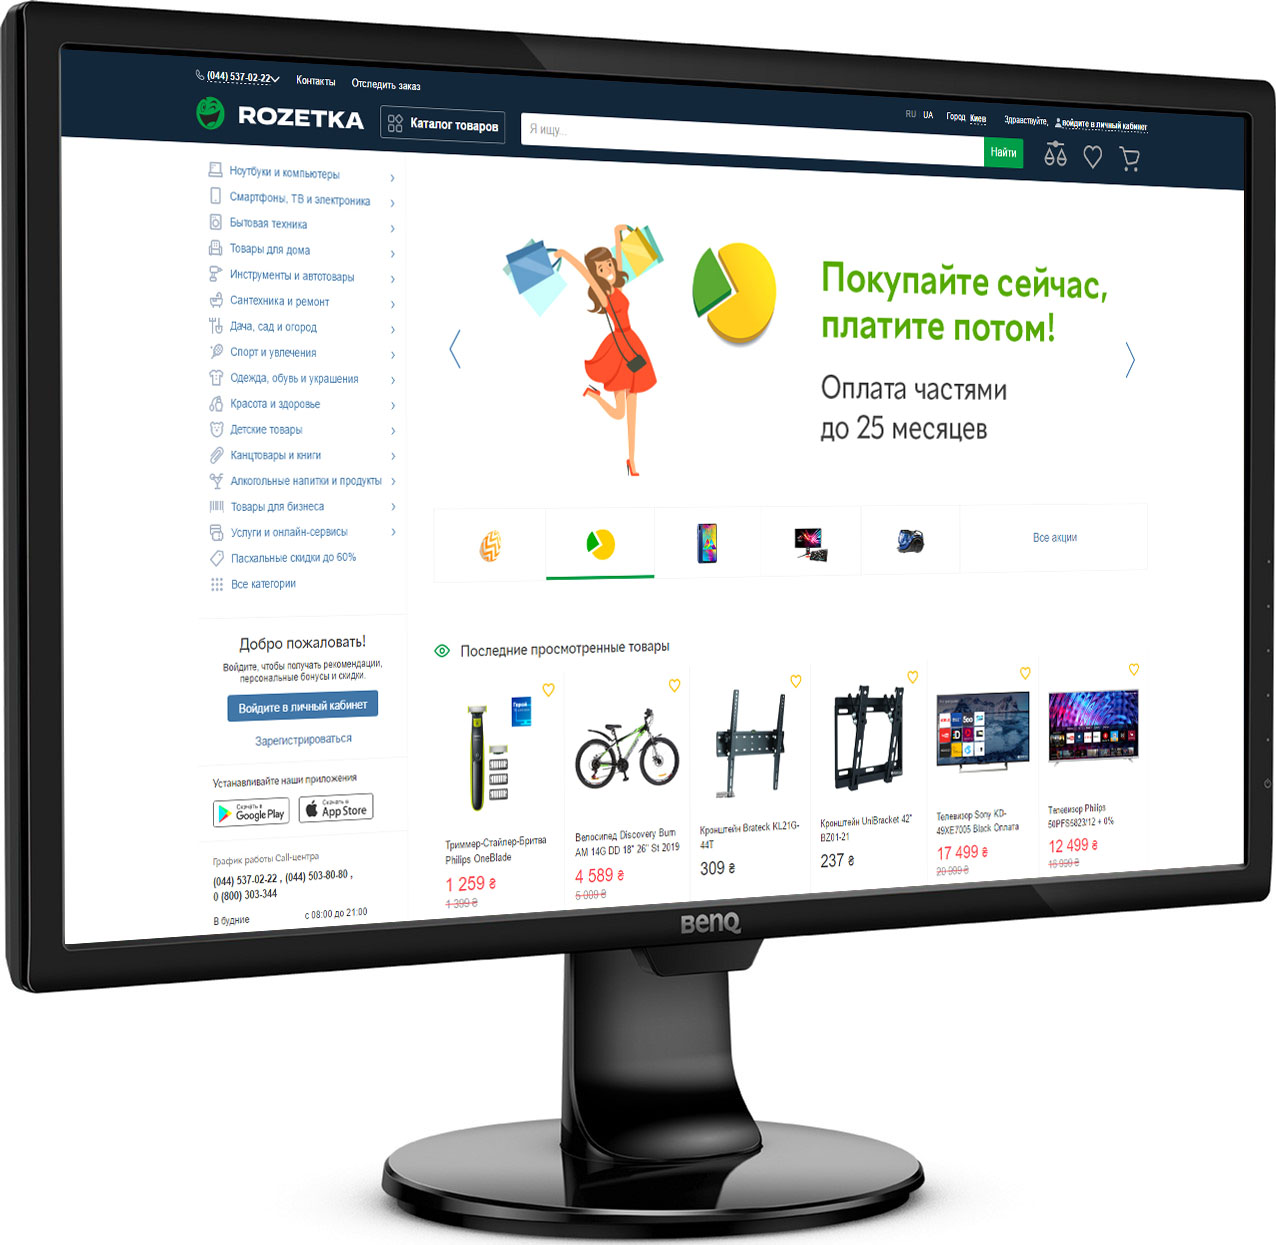 (044) 537-02-22
Контакты
Отследить заказ
ROZETKA
Каталог товаров
Я ищу...
Найти
RU
UA
Город Киев
Здравствуйте,
войдите в личный кабинет
Ноутбуки и компьютеры
Смартфоны, ТВ и электроника
Бытовая техника
Товары для дома
Инструменты и автотовары
Сантехника и ремонт
Дача, сад и огород
Спорт и увлечения
Одежда, обувь и украшения
Красота и здоровье
Детские товары
Канцтовары и книги
Алкогольные напитки и продукты
Товары для бизнеса
Услуги и онлайн-сервисы
Пасхальные скидки до 60%
Все категории
Покупайте сейчас,
платите потом!
Оплата частями
до 25 месяцев
Все акции
Добро пожаловать!
Войдите, чтобы получать рекомендации,
персональные бонусы и скидки.
Войдите в личный кабинет
Зарегистрироваться
Устанавливайте наши приложения
Скачать в
Google Play
Скачать в
App Store
График работы Call-центра
(044) 537-02-22 , (044) 503-80-80 ,
0 (800) 303-344
В будние
с 08:00 до 21:00
Последние просмотренные товары
Триммер-Стайлер-Бритва
Philips OneBlade
1 259 ₴
1 399 ₴
Велосипед Discovery Bum
AM 14G DD 18" 26" St 2019
4 589 ₴
5 099 ₴
Кронштейн Brateck KL21G-
44T
309 ₴
Кронштейн UniBracket 42"
BZ01-21
237 ₴
Телевизор Sony KD-
49XE7005 Black Оплата
17 499 ₴
20 999 ₴
Телевизор Philips
50PFS5823/12 + 0%
12 499 ₴
16 999 ₴
BenQ